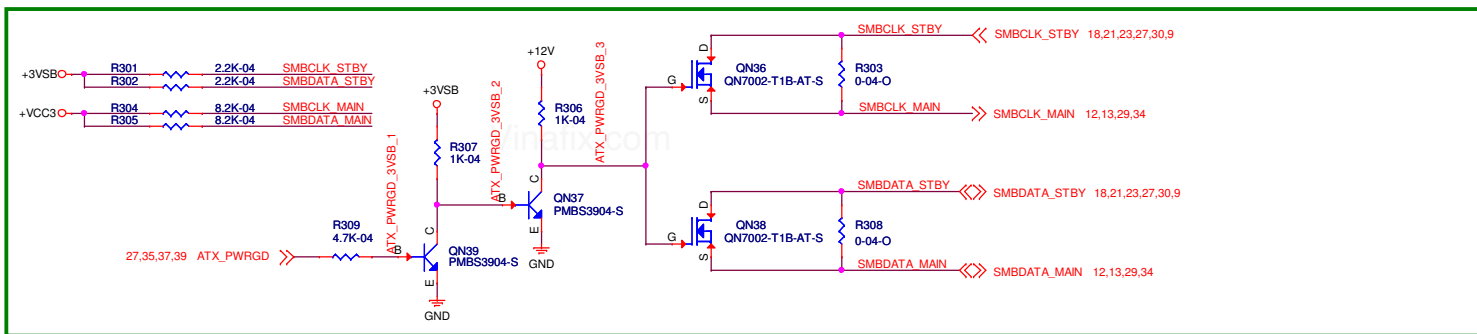 +3VSB
R301 2.2K-04 SMBCLK_STBY
R302 2.2K-04 SMBDATA_STBY
+VCC3
R304 8.2K-04 SMBCLK_MAIN
R305 8.2K-04 SMBDATA_MAIN
27,35,37,39 ATX_PWRGD
R309
4.7K-04
ATX_PWRGD_3VSB_1
+3VSB
R307
1K-04
B
C
E
QN39
PMBS3904-S
GND
ATX_PWRGD_3VSB_2
+12V
R306
1K-04
B
C
E
QN37
PMBS3904-S
GND
ATX_PWRGD_3VSB_3
Vinafix.com
G
D
S
QN36
QN7002-T1B-AT-S
SMBCLK_STBY
SMBCLK_STBY 18,21,23,27,30,9
R303
0-04-O
SMBCLK_MAIN
SMBCLK_MAIN 12,13,29,34
G
D
S
QN38
QN7002-T1B-AT-S
SMBDATA_STBY
SMBDATA_STBY 18,21,23,27,30,9
R308
0-04-O
SMBDATA_MAIN
SMBDATA_MAIN 12,13,29,34